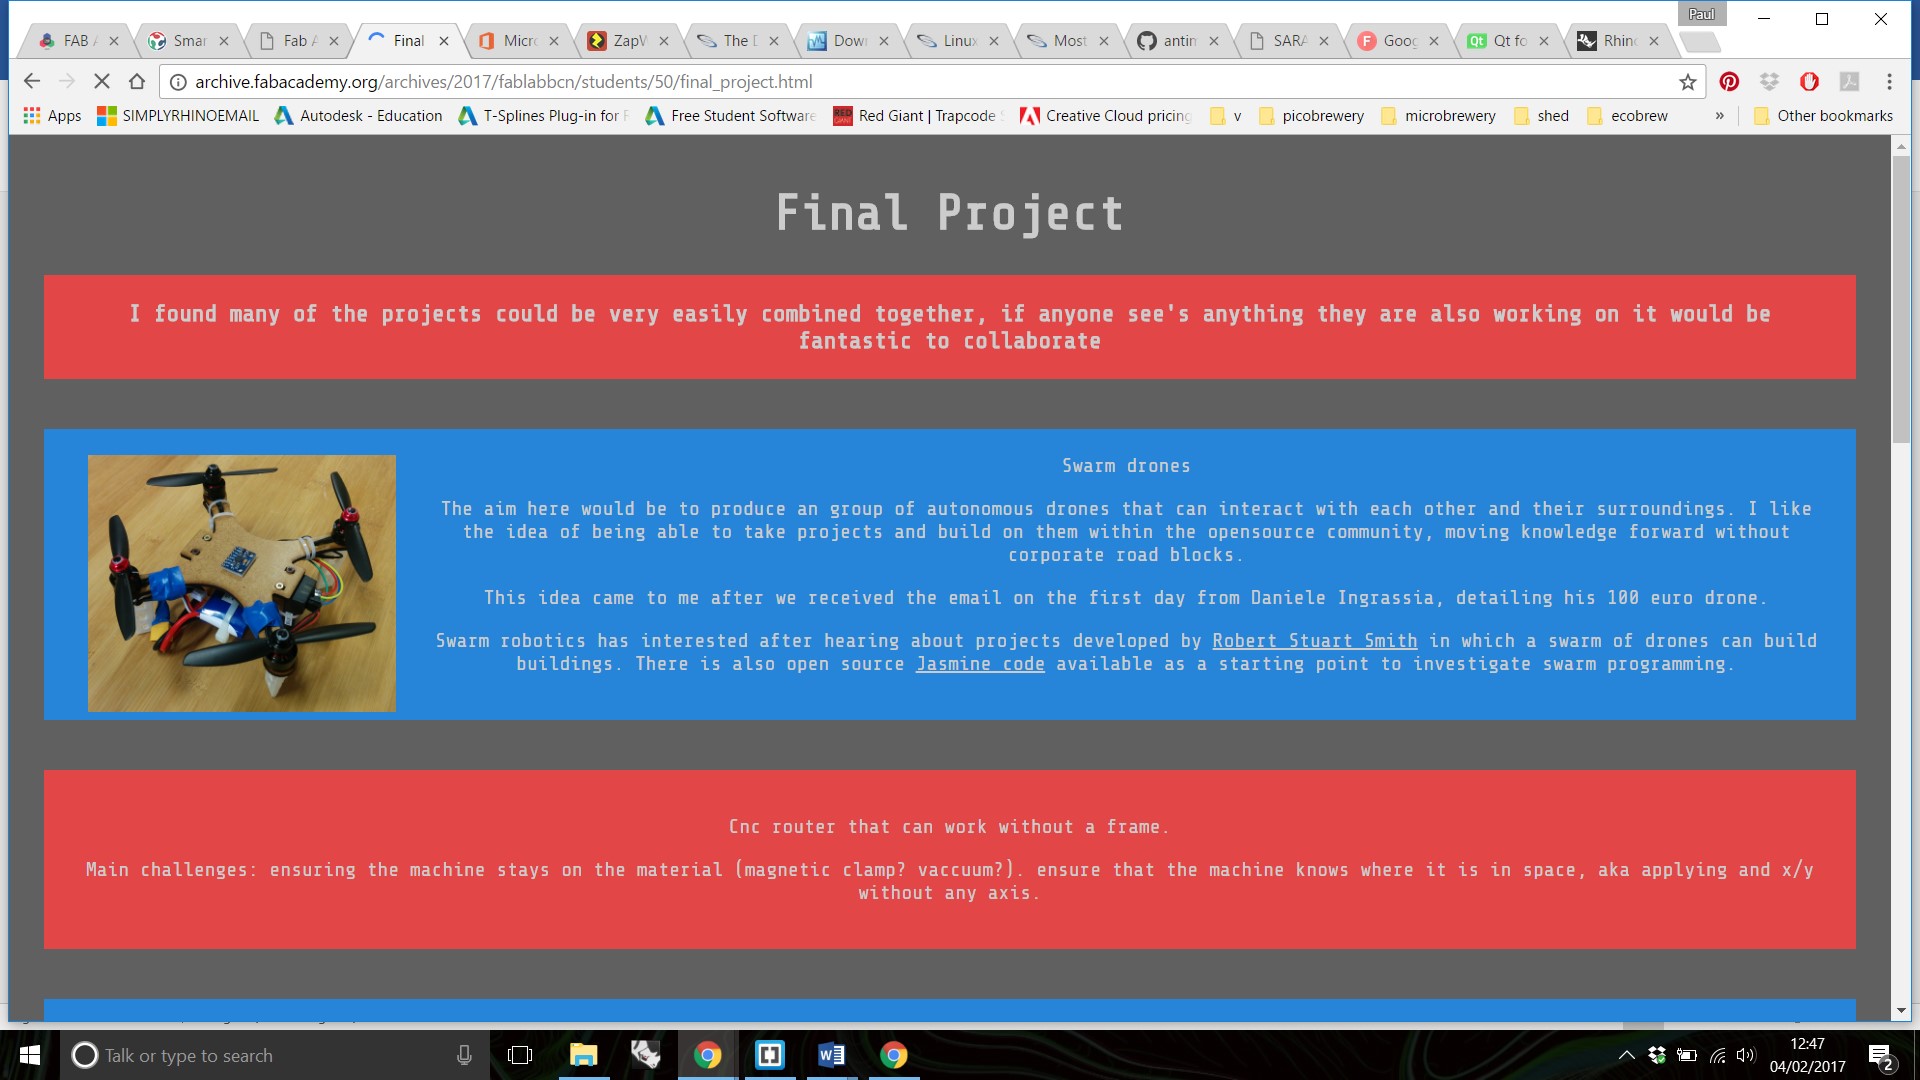 Paul
FAB A
Smar
Fab A
Final
Micro
ZapW
The D
Dow
Linux
Most
antin
SARA
Goog
Qt fo
Rhino
archive.fabacademy.org/archives/2017/fablabbcn/students/50/final_project.html
Apps
SIMPLYRHINOEMAIL
Autodesk - Education
T-Splines Plug-in for
Free Student Software
RED GIANT
Red Giant | Trapcode
Creative Cloud pricing
v
picobrewery
microbrewery
shed
ecobrew
»
Other bookmarks
Final Project
I found many of the projects could be very easily combined together, if anyone see's anything they are also working on it would be
fantastic to collaborate
Swarm drones
The aim here would be to produce an group of autonomous drones that can interact with each other and their surroundings. I like
the idea of being able to take projects and build on them within the opensource community, moving knowledge forward without
corporate road blocks.
This idea came to me after we received the email on the first day from Daniele Ingrassia, detailing his 100 euro drone.
Swarm robotics has interested after hearing about projects developed by Robert Stuart Smith in which a swarm of drones can build
buildings. There is also open source Jasmine code available as a starting point to investigate swarm programming.
Cnc router that can work without a frame.
Main challenges: ensuring the machine stays on the material (magnetic clamp? vaccuum?). ensure that the machine knows where it is in space, aka applying and x/y
without any axis.
Talk or type to search
12:47
04/02/2017
2